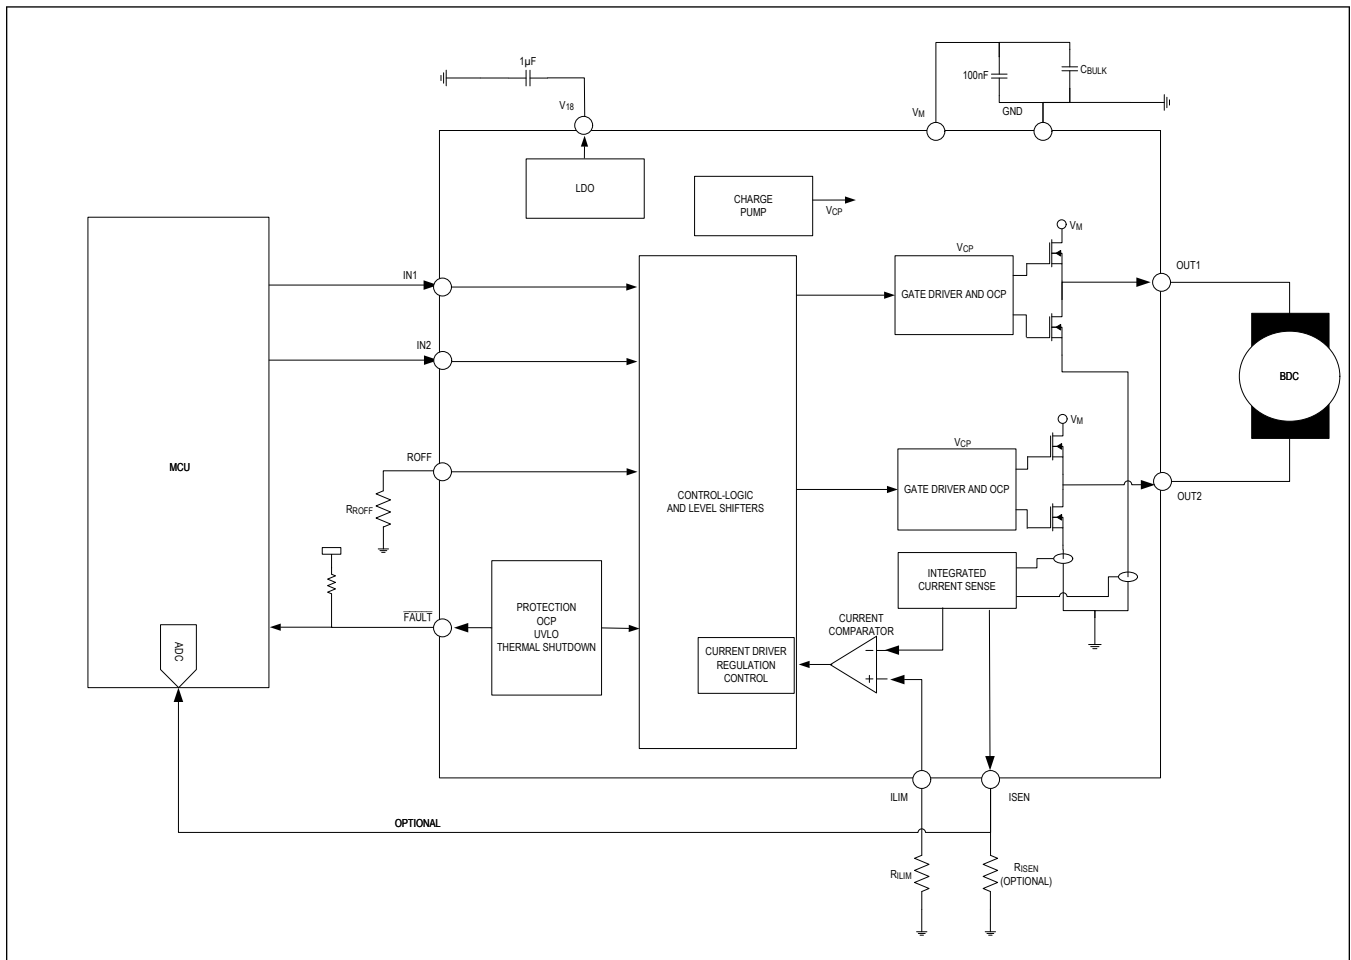 1µF
V18
100nF
CBULK
VM
GND
LDO
CHARGE
PUMP
VCP
VM
IN1
VCP
OUT1
GATE DRIVER AND OCP
IN2
BDC
VM
MCU
ROFF
VCP
OUT2
GATE DRIVER AND OCP
CONTROL-LOGIC
AND LEVEL SHIFTERS
RROFF
INTEGRATED
CURRENT SENSE
FAULT
PROTECTION
OCP
UVLO
THERMAL SHUTDOWN
CURRENT
COMPARATOR
ADC
CURRENT DRIVER
REGULATION
CONTROL
−
+
ILIM
ISEN
OPTIONAL
RILIM
RISEN
(OPTIONAL)